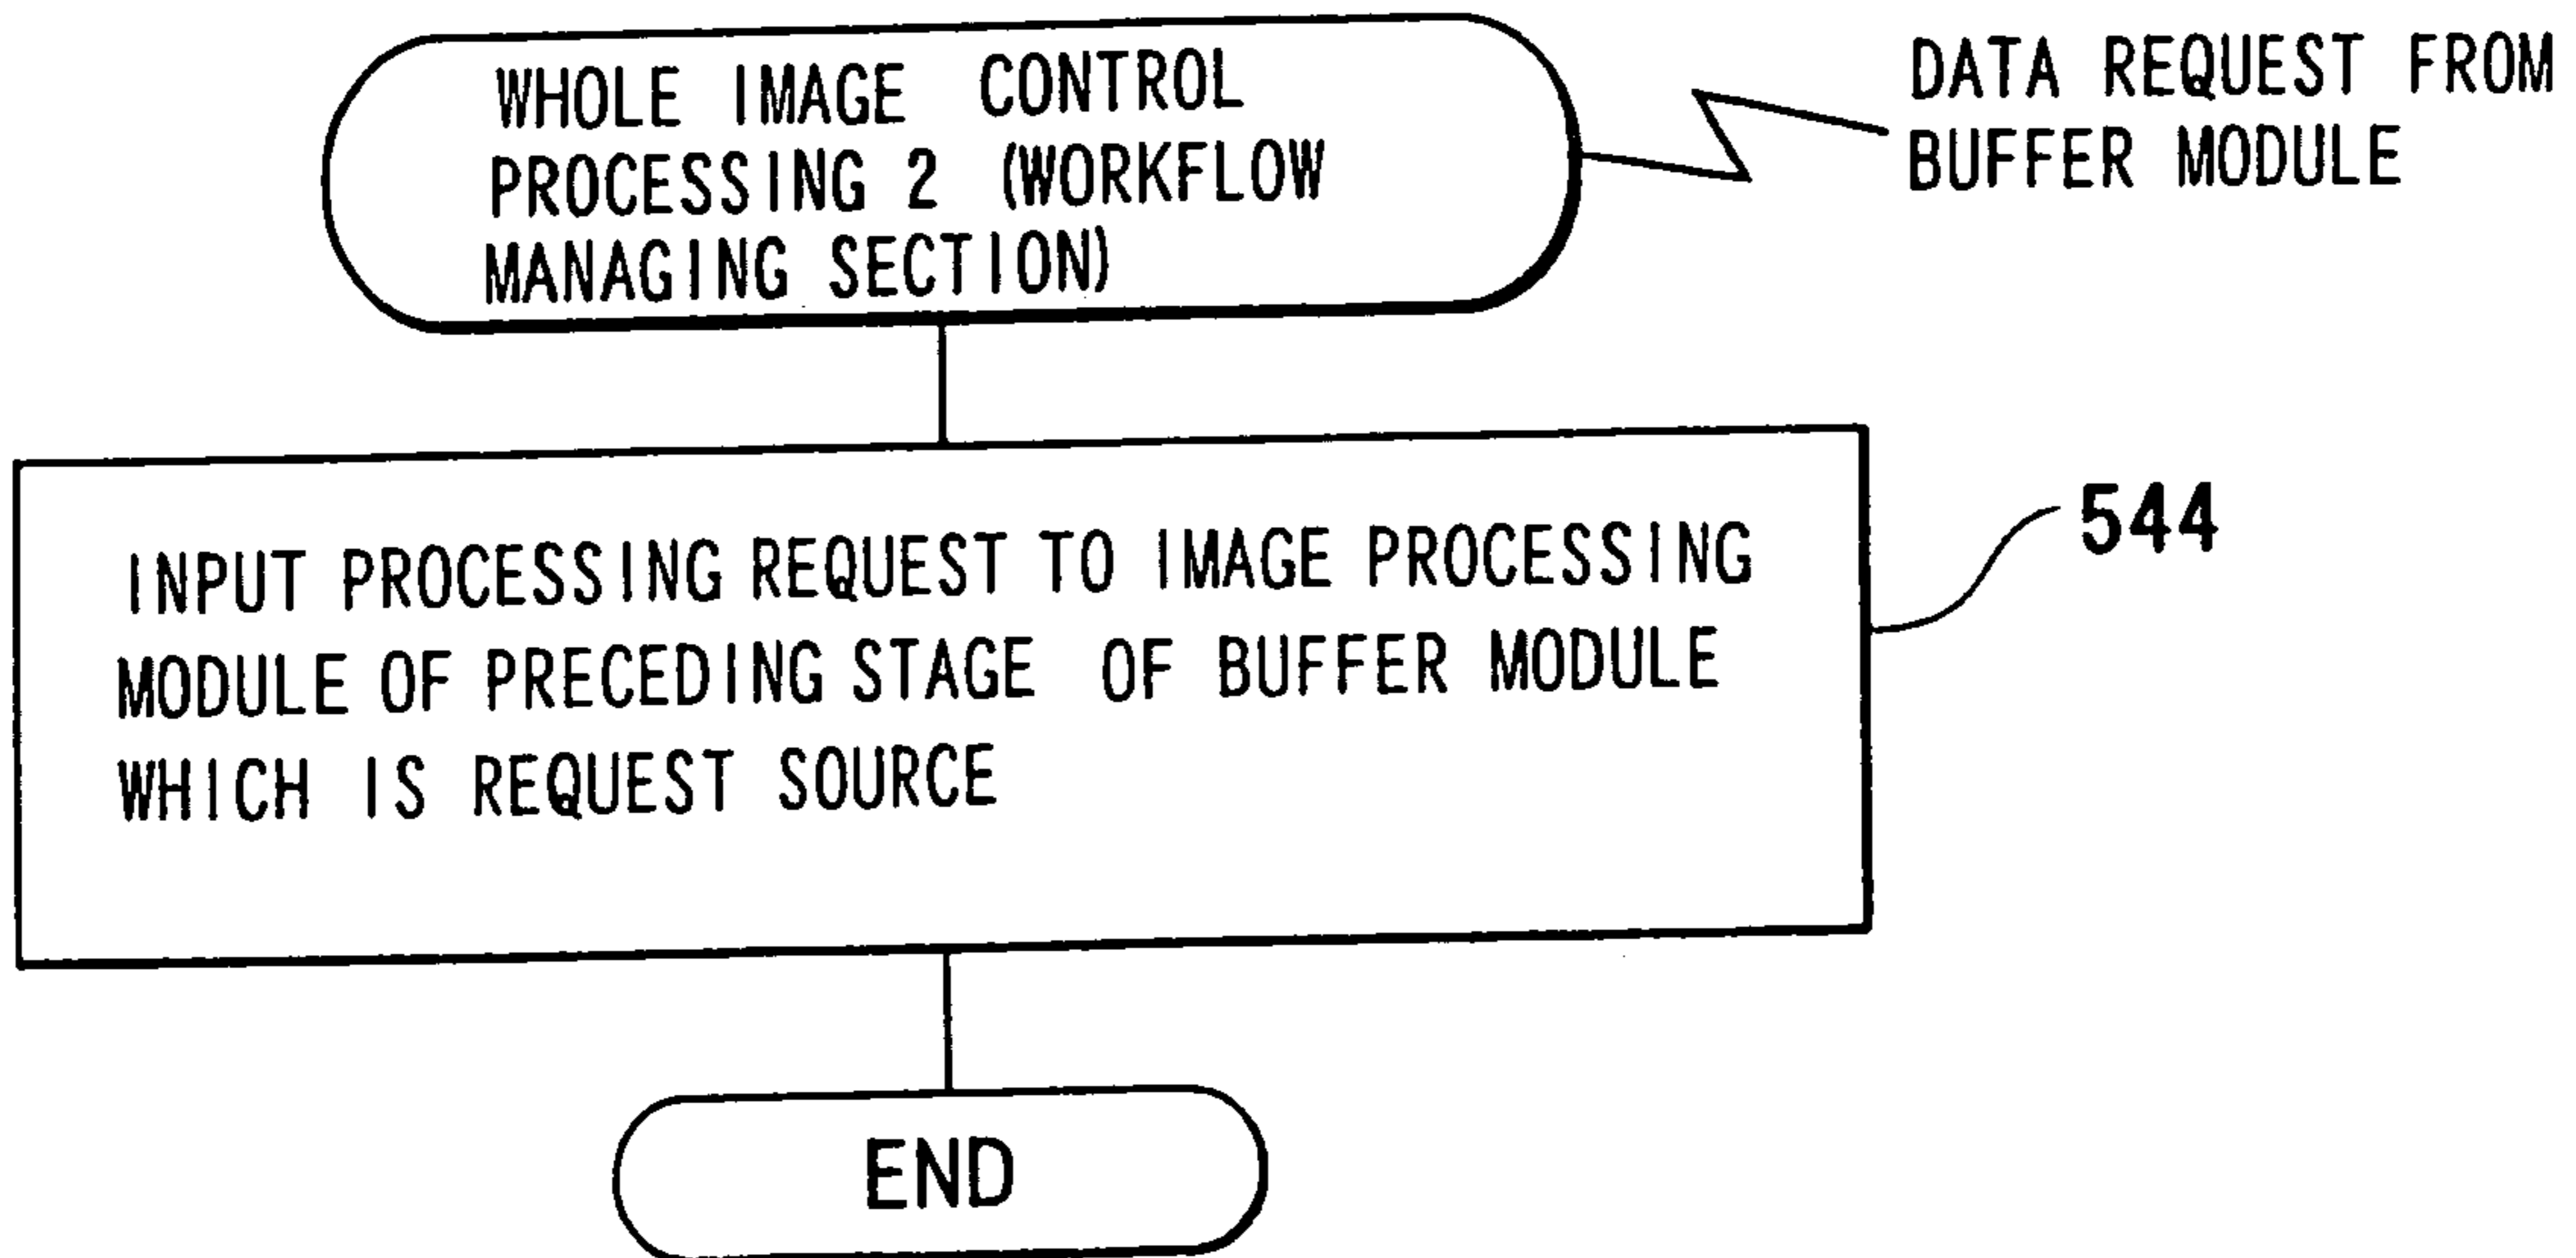 WHOLE IMAGE CONTROL
PROCESSING 2 (WORKFLOW
MANAGING SECTION)
DATA REQUEST FROM
BUFFER MODULE
INPUT PROCESSING REQUEST TO IMAGE PROCESSING
MODULE OF PRECEDING STAGE OF BUFFER MODULE
WHICH IS REQUEST SOURCE
544
END